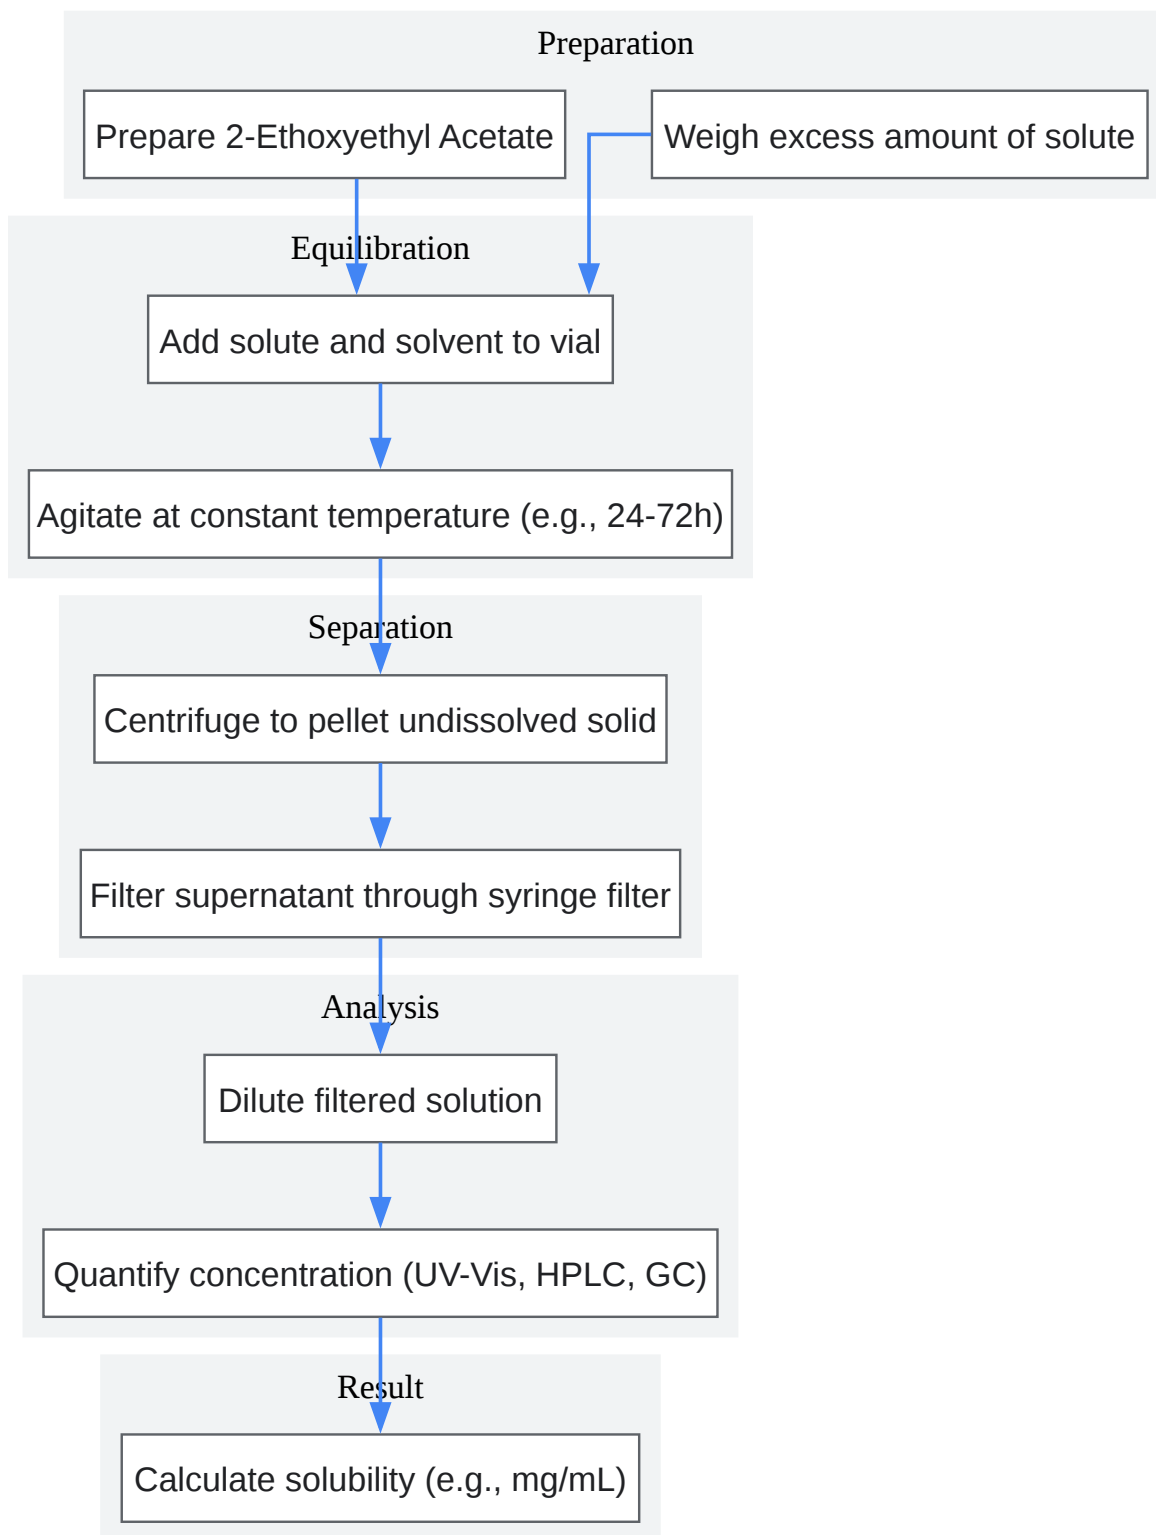 Preparation
Prepare 2-Ethoxyethyl Acetate
Weigh excess amount of solute
Equilibration
Add solute and solvent to vial
Agitate at constant temperature (e.g., 24-72h)
Separation
Centrifuge to pellet undissolved solid
Filter supernatant through syringe filter
Analysis
Dilute filtered solution
Quantify concentration (UV-Vis, HPLC, GC)
Result
Calculate solubility (e.g., mg/mL)